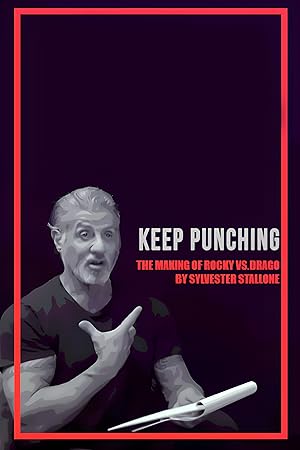 KEEP PUNCHING
THE MAKING OF ROCKY VS.DRAGO
BY SYLVESTER STALLONE